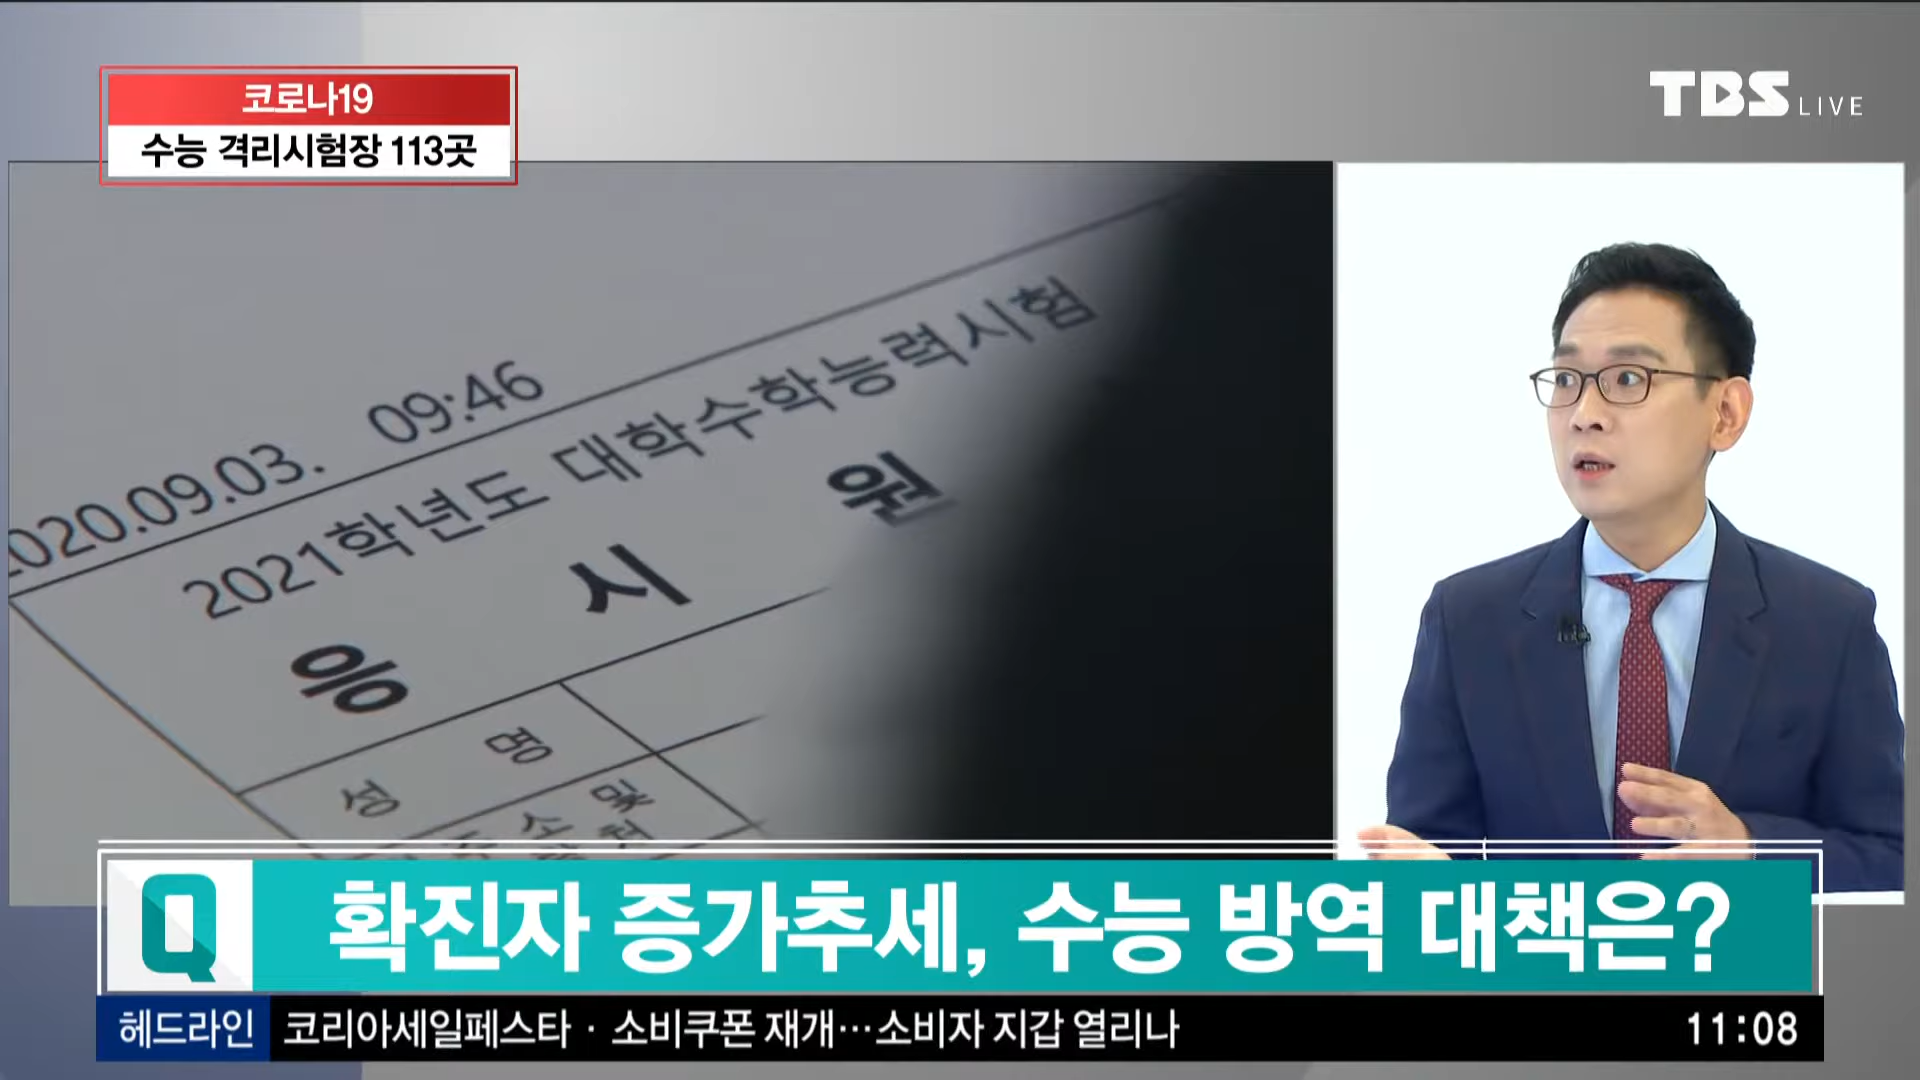 코로나19
수능 격리시험장 113곳
TBS LIVE
2020.09.03. 09:46
2021학년도 대학수학능력시험
응 시 원
성 명
소 및
Q 확진자 증가추세, 수능 방역 대책은?
헤드라인 코리아세일페스타· 소비쿠폰 재개…소비자 지갑 열리나 11:08